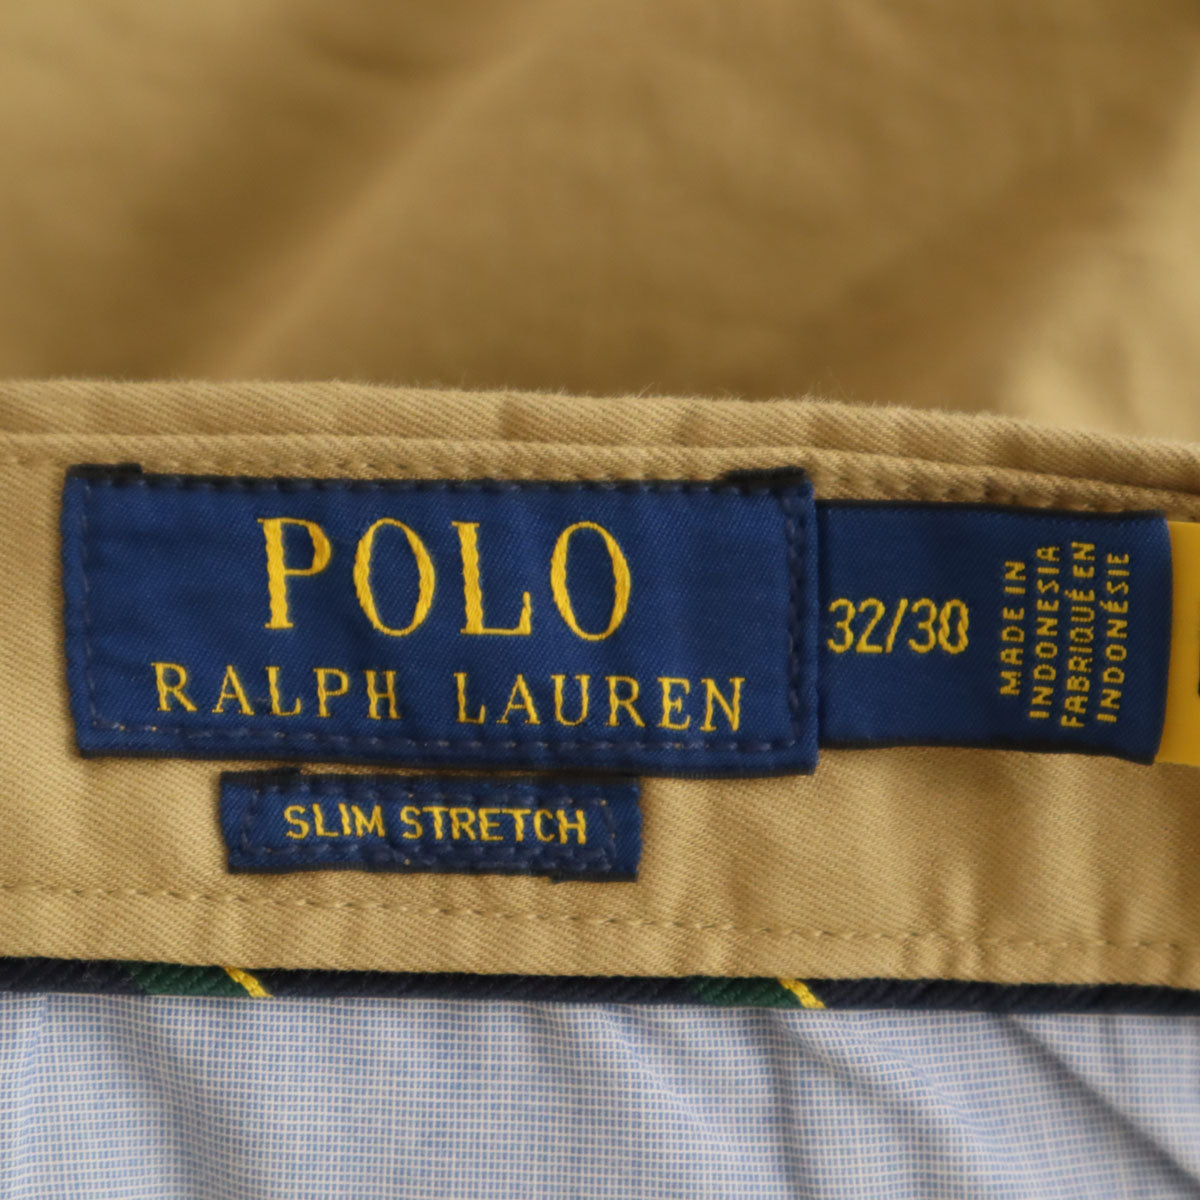 POLO
RALPH LAUREN
SLIM STRETCH
32/30
MADE IN
INDONESIA
FABRIQUÉ EN
INDONÉSIE